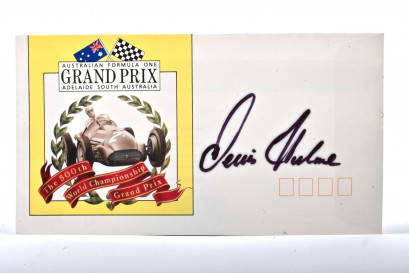 AUSTRALIAN FORMULA ONE
GRAND PRIX
ADELAIDE SOUTH AUSTRALIA
The 500th
World Championship
Grand Prix
Denis Hulme